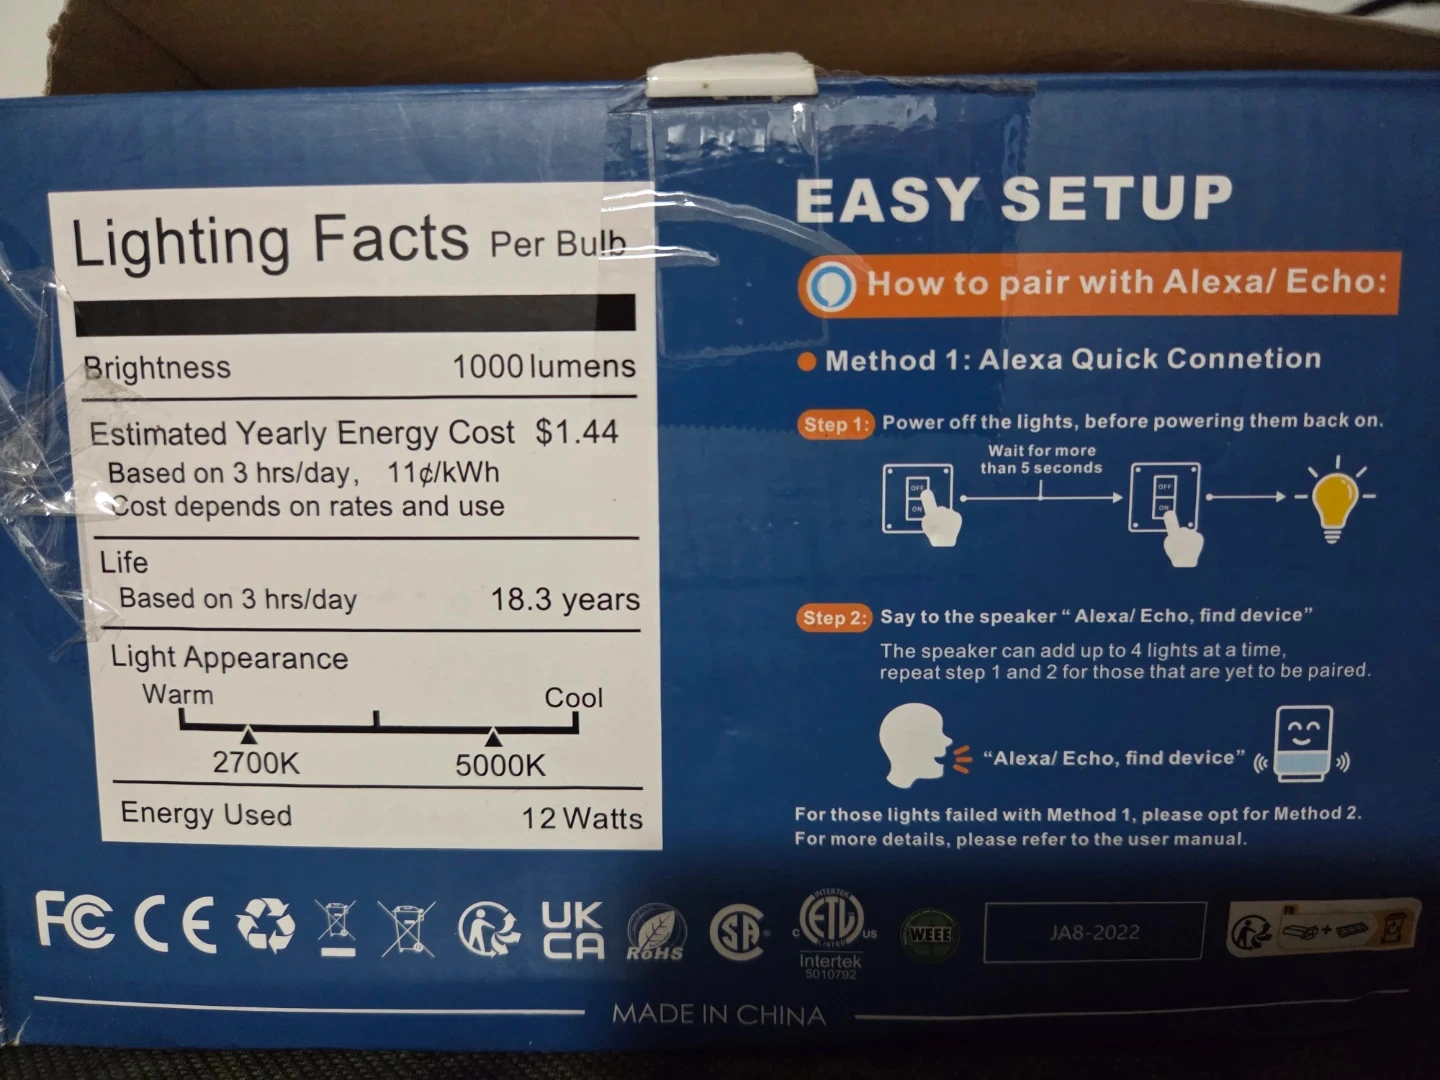 Lighting Facts Per Bulb
Brightness 1000 lumens
Estimated Yearly Energy Cost $1.44
Based on 3 hrs/day, 11¢/kWh
Cost depends on rates and use
Life
Based on 3 hrs/day 18.3 years
Light Appearance
Warm Cool
2700K 5000K
Energy Used 12 Watts
EASY SETUP
How to pair with Alexa/ Echo:
Method 1: Alexa Quick Connetion
Step 1: Power off the lights, before powering them back on.
Wait for more
than 5 seconds
OFF
ON
OFF
ON
Step 2: Say to the speaker “ Alexa/ Echo, find device”
The speaker can add up to 4 lights at a time,
repeat step 1 and 2 for those that are yet to be paired.
“Alexa/ Echo, find device”
For those lights failed with Method 1, please opt for Method 2.
For more details, please refer to the user manual.
FC CE UK
CA
RoHS
SA
INTERTEK
ETL
C US
LISTED
Intertek
5010792
WEEE
JA8-2022
FR
+
MADE IN CHINA